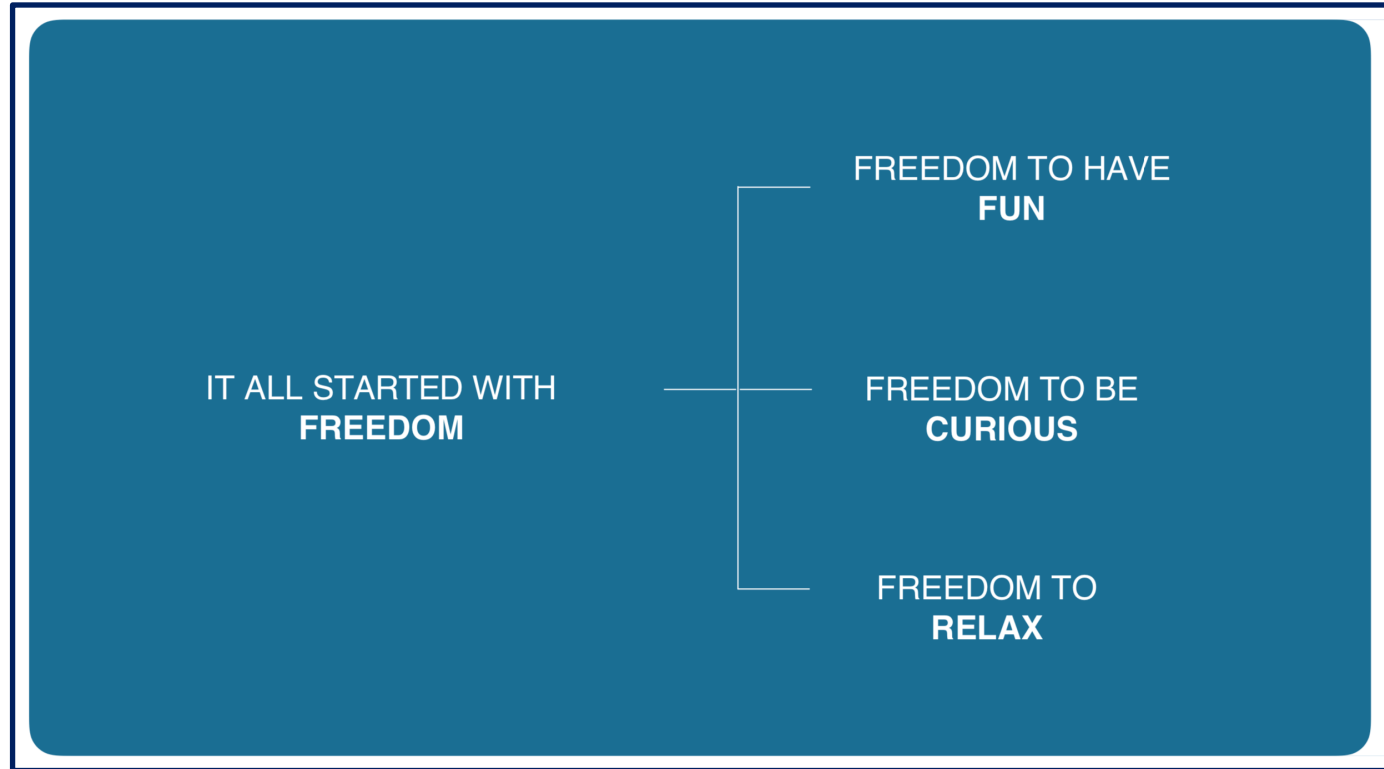 IT ALL STARTED WITH
FREEDOM
FREEDOM TO HAVE
FUN
FREEDOM TO BE
CURIOUS
FREEDOM TO
RELAX